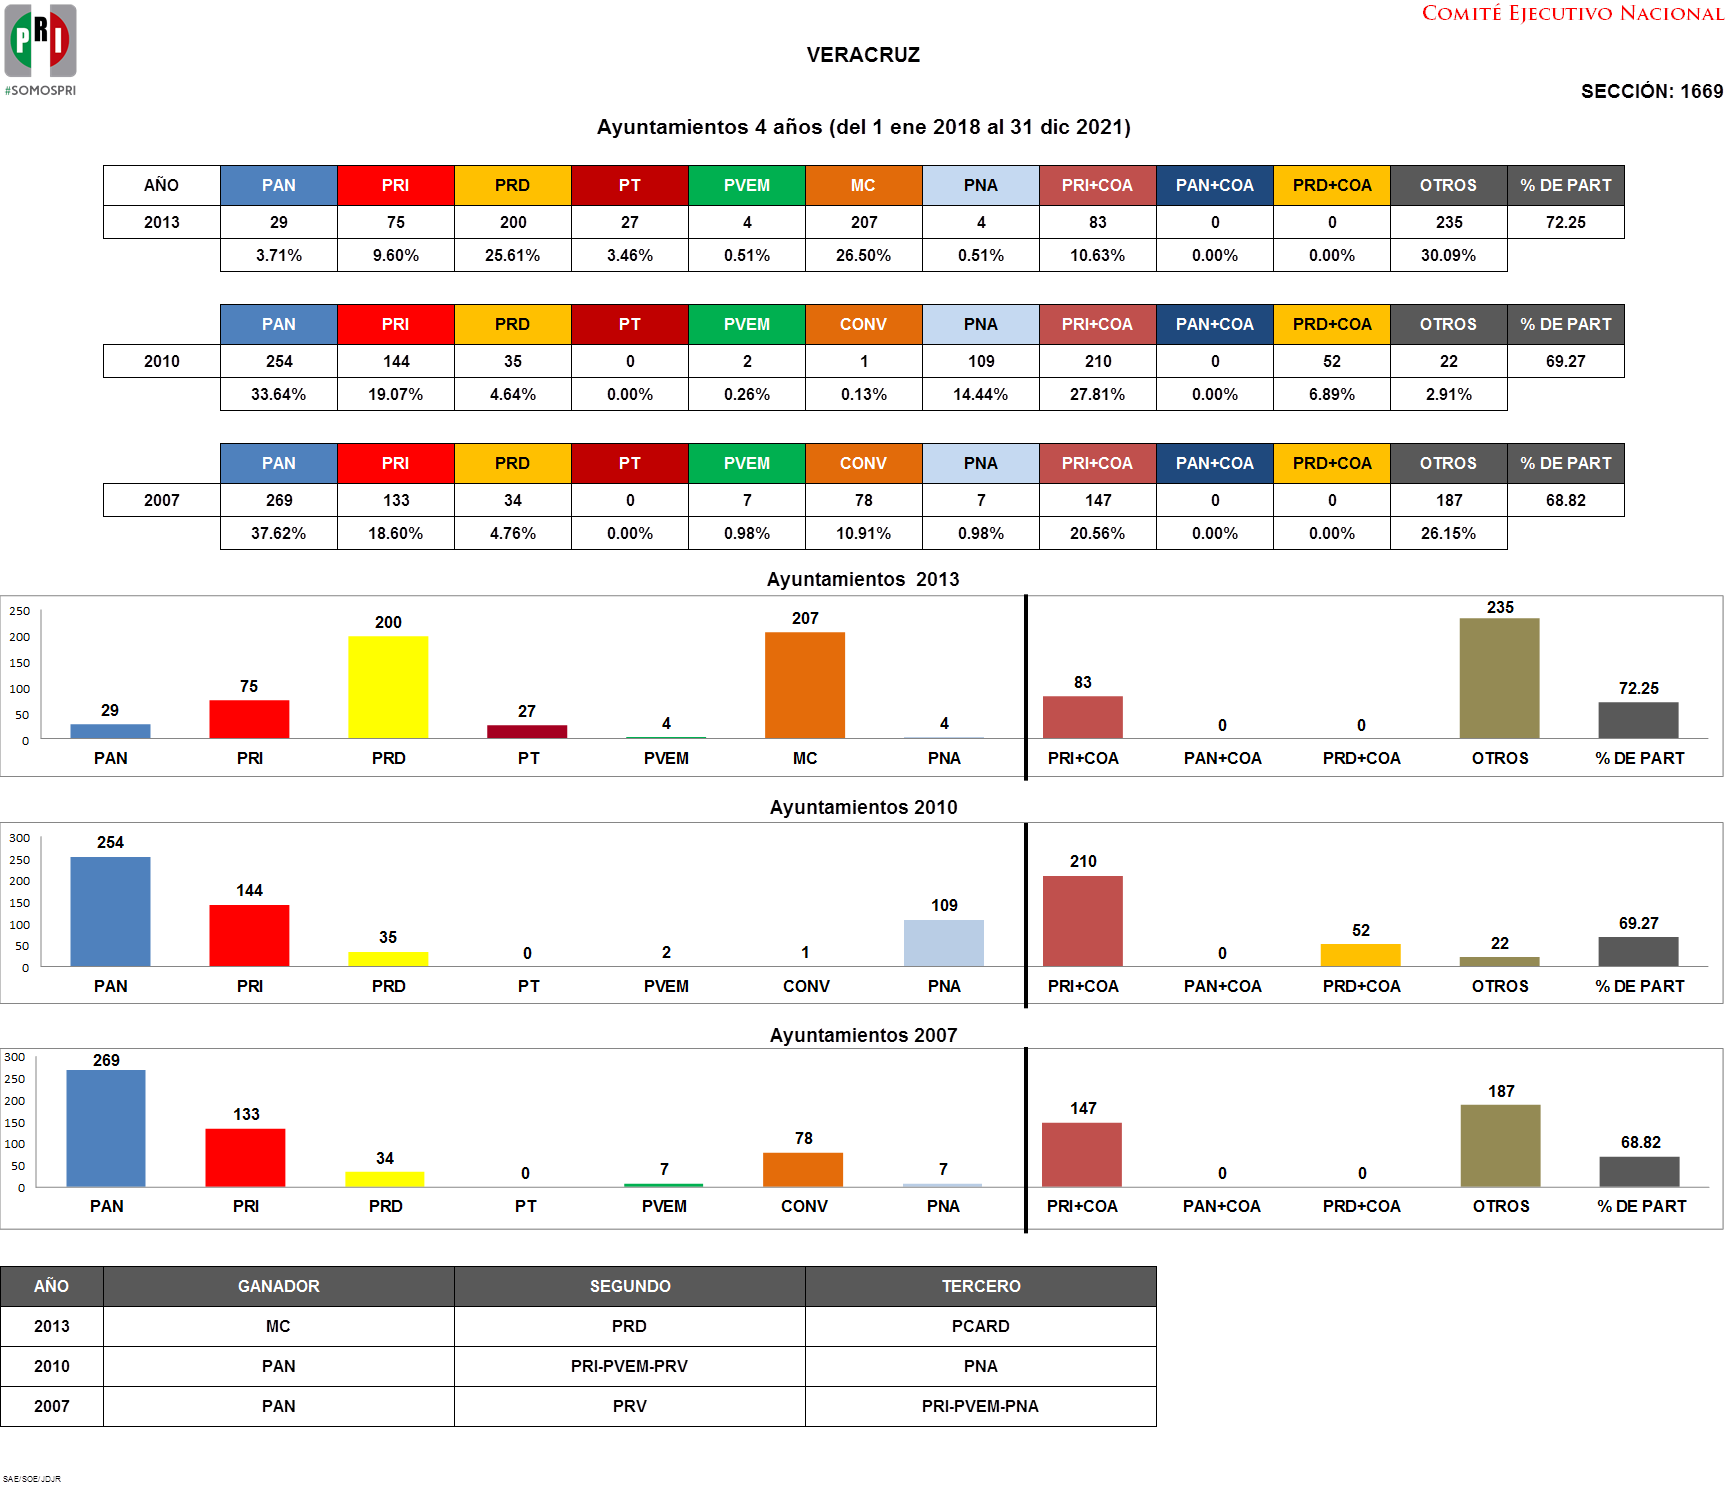 PRI
#SOMOSPRI
COMITÉ EJECUTIVO NACIONAL
VERACRUZ
SECCIÓN: 1669
Ayuntamientos 4 años (del 1 ene 2018 al 31 dic 2021)
AÑO PAN PRI PRD PT PVEM MC PNA PRI+COA PAN+COA PRD+COA OTROS % DE PART
2013 29 75 200 27 4 207 4 83 0 0 235 72.25
3.71% 9.60% 25.61% 3.46% 0.51% 26.50% 0.51% 10.63% 0.00% 0.00% 30.09%
PAN PRI PRD PT PVEM CONV PNA PRI+COA PAN+COA PRD+COA OTROS % DE PART
2010 254 144 35 0 2 1 109 210 0 52 22 69.27
33.64% 19.07% 4.64% 0.00% 0.26% 0.13% 14.44% 27.81% 0.00% 6.89% 2.91%
PAN PRI PRD PT PVEM CONV PNA PRI+COA PAN+COA PRD+COA OTROS % DE PART
2007 269 133 34 0 7 78 7 147 0 0 187 68.82
37.62% 18.60% 4.76% 0.00% 0.98% 10.91% 0.98% 20.56% 0.00% 0.00% 26.15%
Ayuntamientos 2013
250
200
150
100
50
0
29 75 200 27 4 207 4 83 0 0 235 72.25
PAN PRI PRD PT PVEM MC PNA PRI+COA PAN+COA PRD+COA OTROS % DE PART
Ayuntamientos 2010
300
250
200
150
100
50
0
254 144 35 0 2 1 109 210 0 52 22 69.27
PAN PRI PRD PT PVEM CONV PNA PRI+COA PAN+COA PRD+COA OTROS % DE PART
Ayuntamientos 2007
300
250
200
150
100
50
0
269 133 34 0 7 78 7 147 0 0 187 68.82
PAN PRI PRD PT PVEM CONV PNA PRI+COA PAN+COA PRD+COA OTROS % DE PART
AÑO GANADOR SEGUNDO TERCERO
2013 MC PRD PCARD
2010 PAN PRI-PVEM-PRV PNA
2007 PAN PRV PRI-PVEM-PNA
SAE/SOE/JDJR